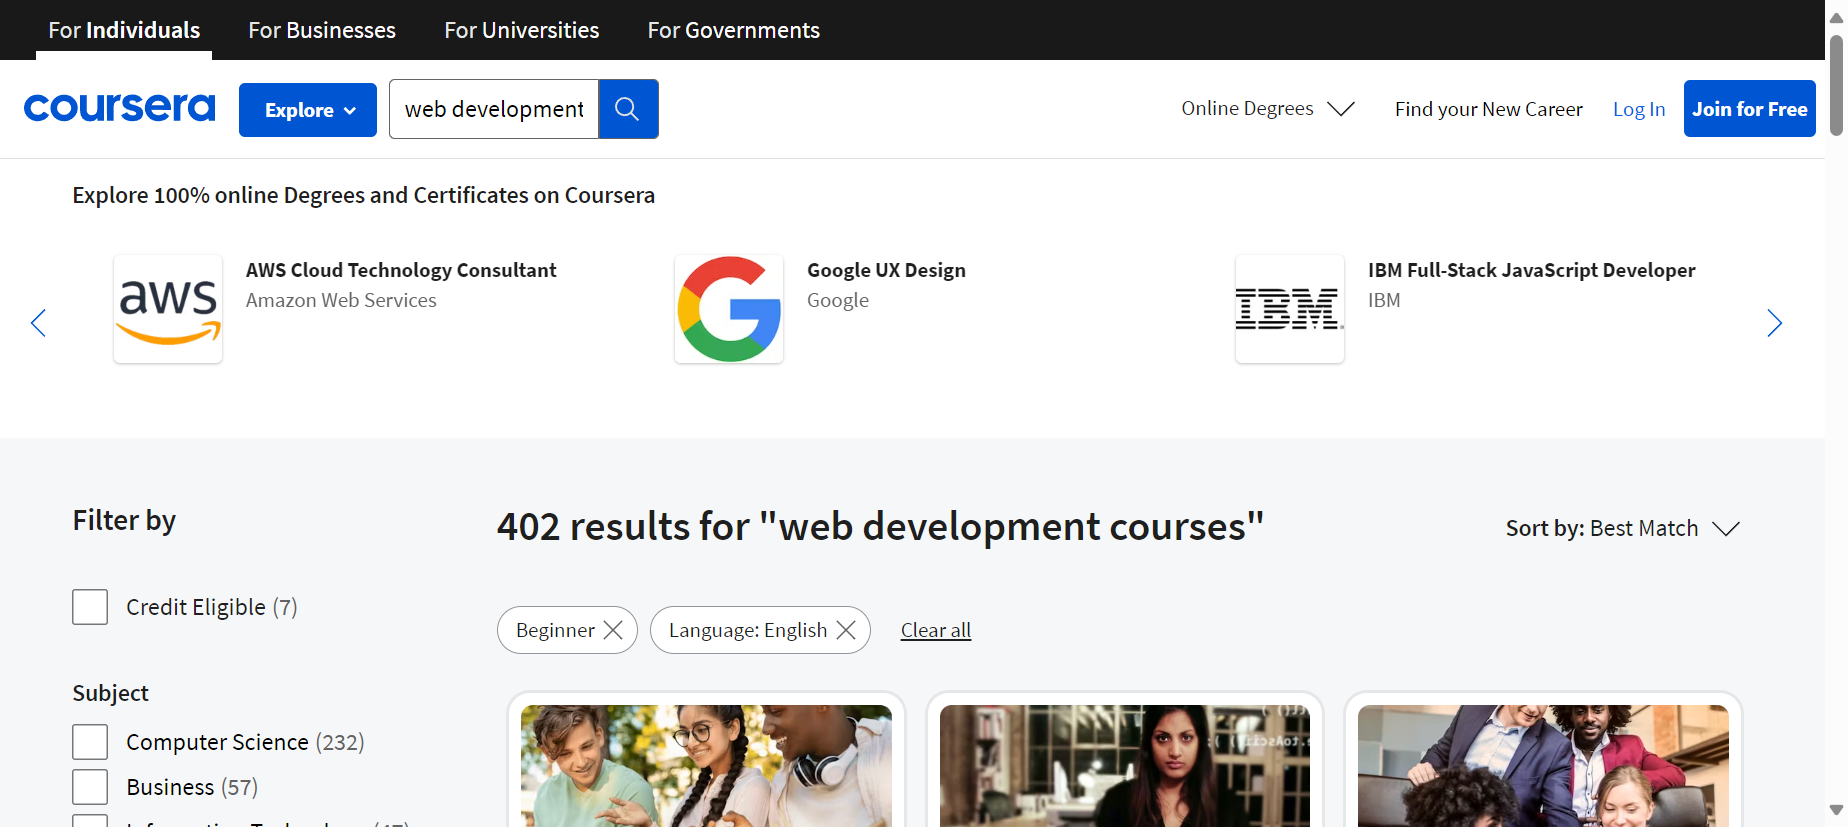 For Individuals
For Businesses
For Universities
For Governments
coursera
Explore
web development
Online Degrees
Find your New Career
Log In
Join for Free
Explore 100% online Degrees and Certificates on Coursera
aws
AWS Cloud Technology Consultant
Amazon Web Services
Google UX Design
Google
IBM
IBM Full-Stack JavaScript Developer
IBM
Filter by
402 results for "web development courses"
Sort by: Best Match
Credit Eligible (7)
Beginner
Language: English
Clear all
Subject
Computer Science (232)
Business (57)